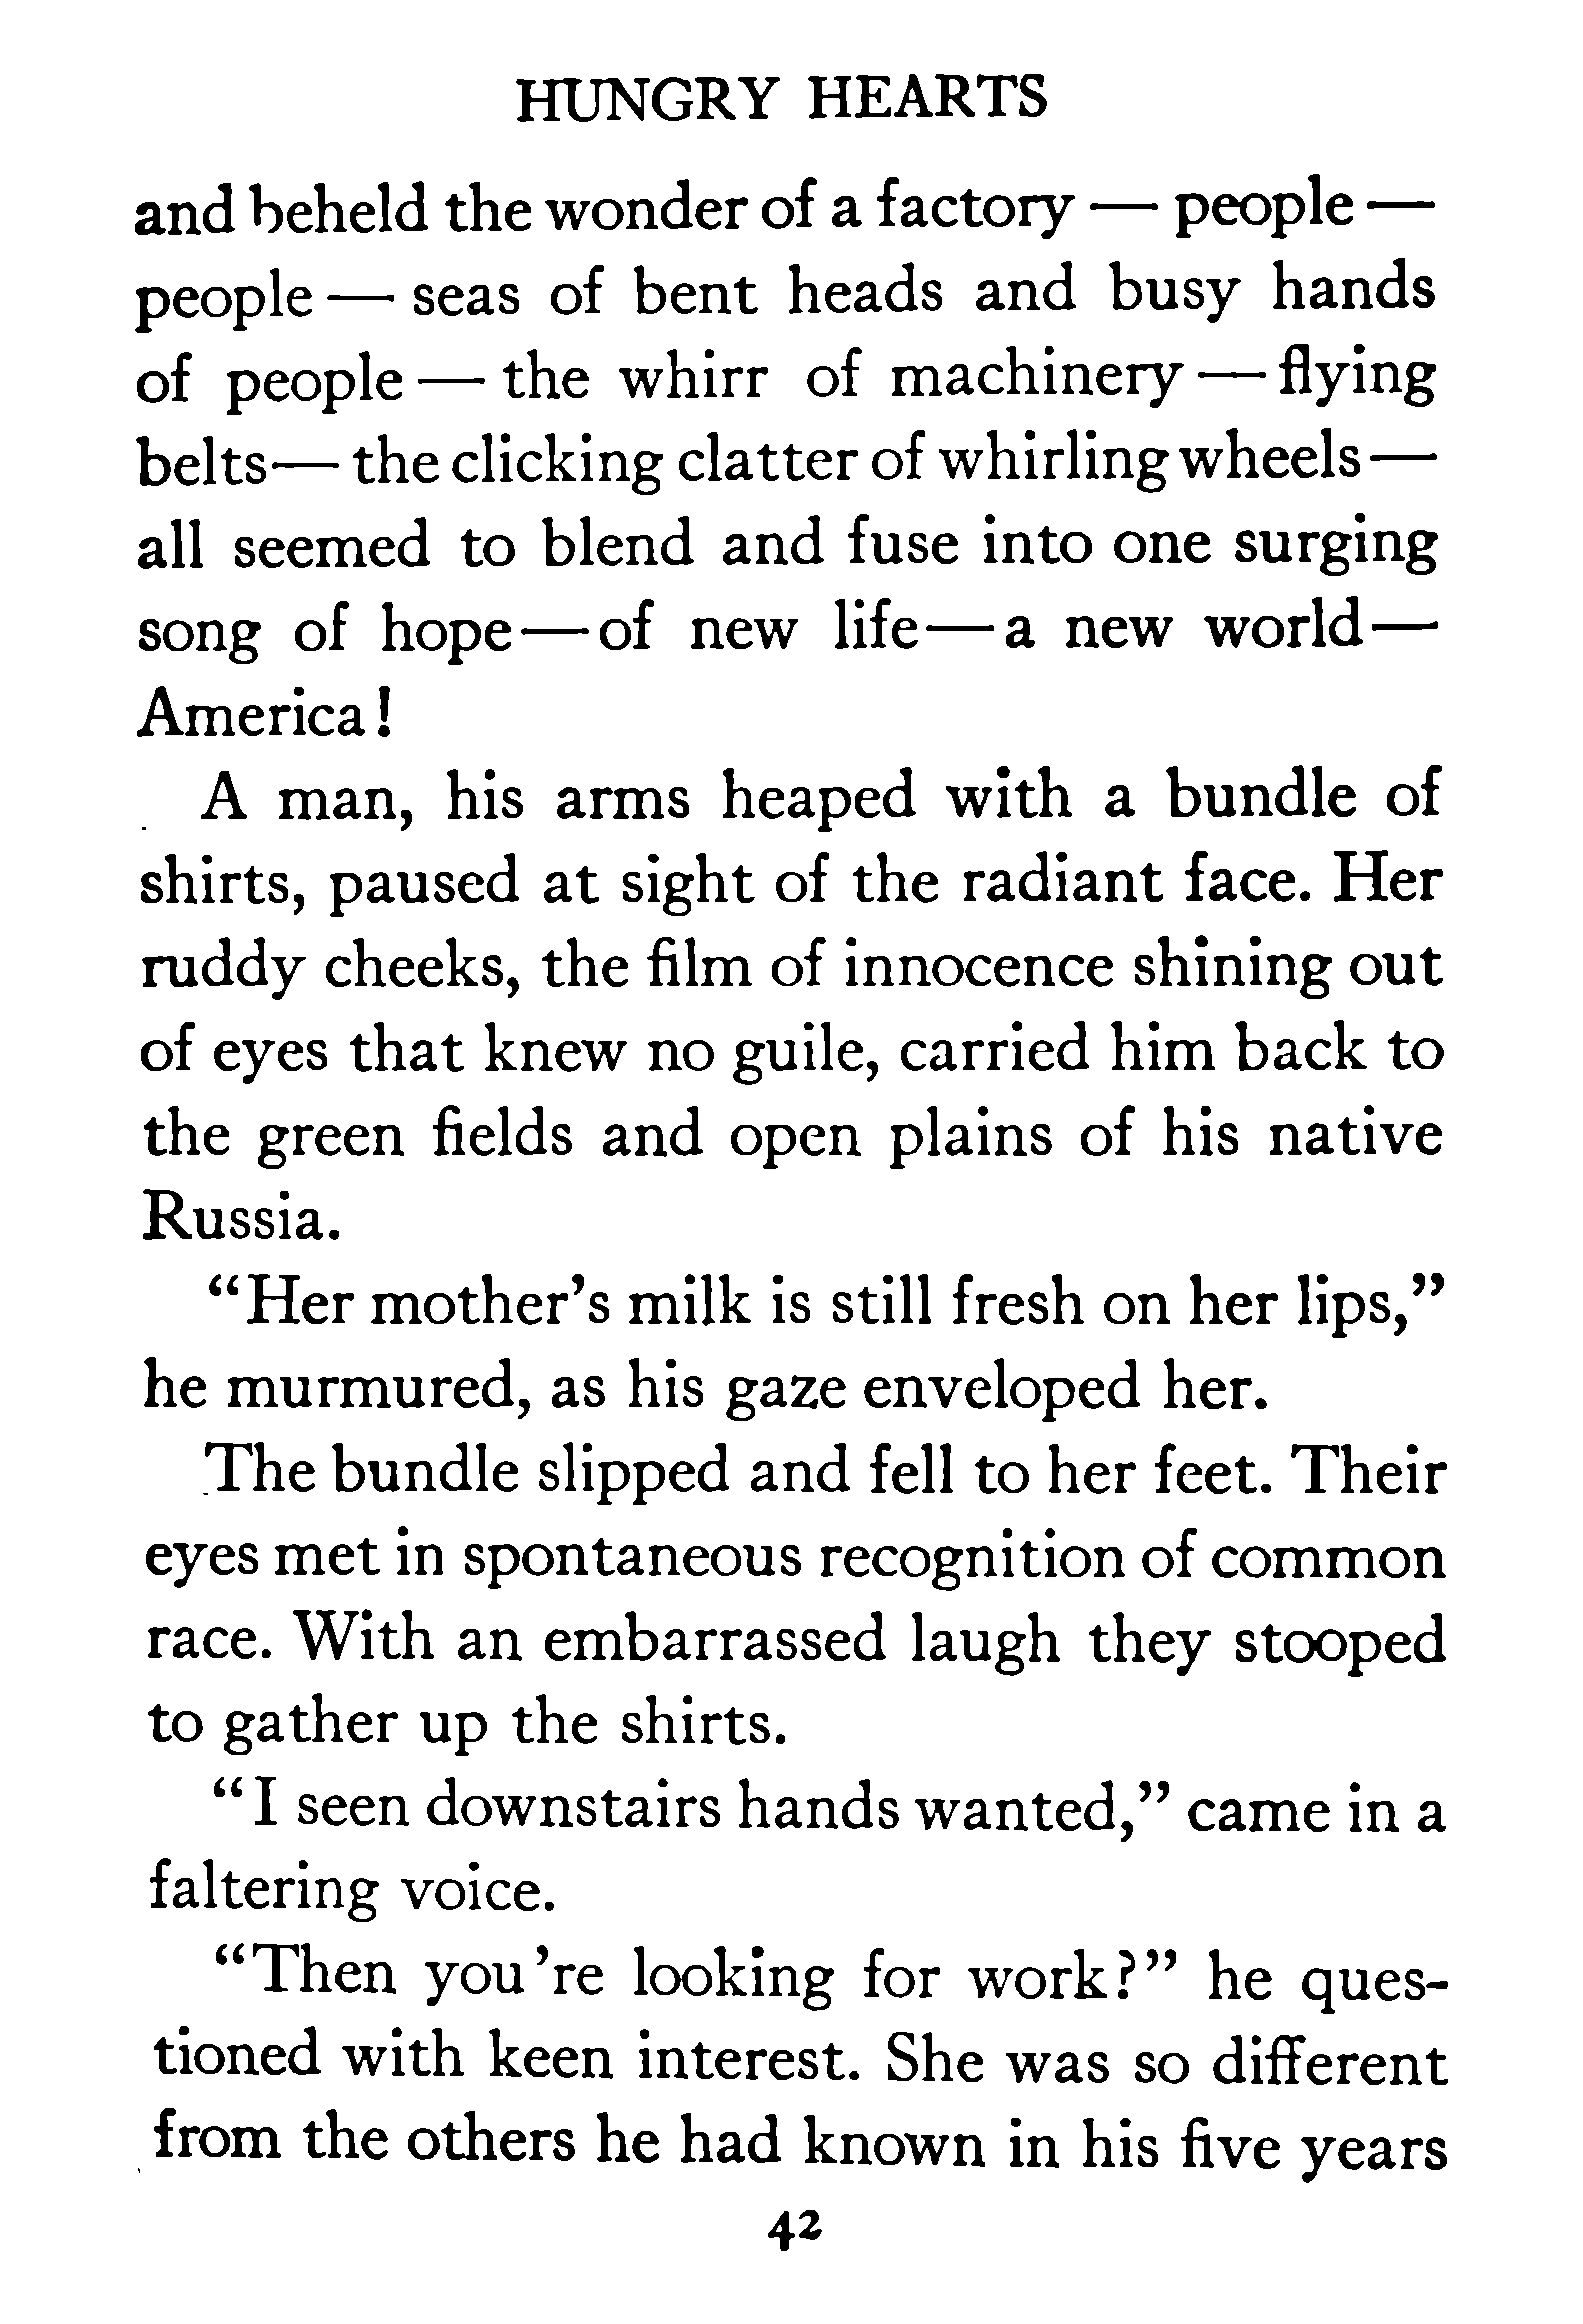 HUNGRY HEARTS
and beheld the wonder of a factory — people —
people — seas of bent heads and busy hands
of people — the whirr of machinery — flying
belts — the clicking clatter of whirling wheels —
all seemed to blend and fuse into one surging
song of hope — of new life — a new world —
America!
A man, his arms heaped with a bundle of
shirts, paused at sight of the radiant face. Her
ruddy cheeks, the film of innocence shining out
of eyes that knew no guile, carried him back to
the green fields and open plains of his native
Russia.
“Her mother’s milk is still fresh on her lips,”
he murmured, as his gaze enveloped her.
The bundle slipped and fell to her feet. Their
eyes met in spontaneous recognition of common
race. With an embarrassed laugh they stooped
to gather up the shirts.
“I seen downstairs hands wanted,” came in a
faltering voice.
“Then you’re looking for work?” he ques-
tioned with keen interest. She was so different
from the others he had known in his five years
42